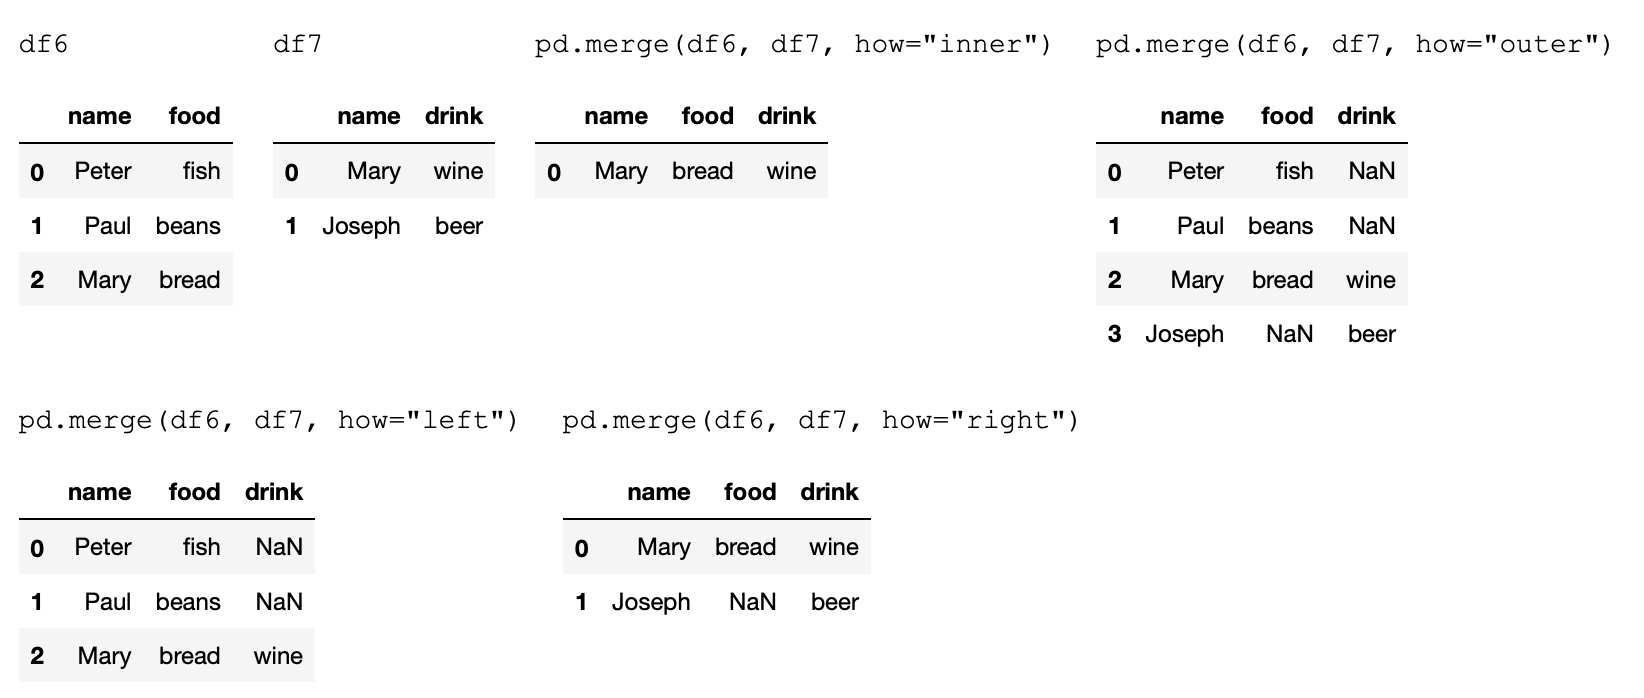 df6 df7 pd.merge(df6, df7, how="inner") pd.merge(df6, df7, how="outer")
name food name drink name food drink name food drink
0 Peter fish 0 Mary wine 0 Mary bread wine 0 Peter fish NaN
1 Paul beans 1 Joseph beer 1 Paul beans NaN
2 Mary bread 2 Mary bread wine
3 Joseph NaN beer
pd.merge(df6, df7, how="left") pd.merge(df6, df7, how="right")
name food drink name food drink
0 Peter fish NaN 0 Mary bread wine
1 Paul beans NaN 1 Joseph NaN beer
2 Mary bread wine